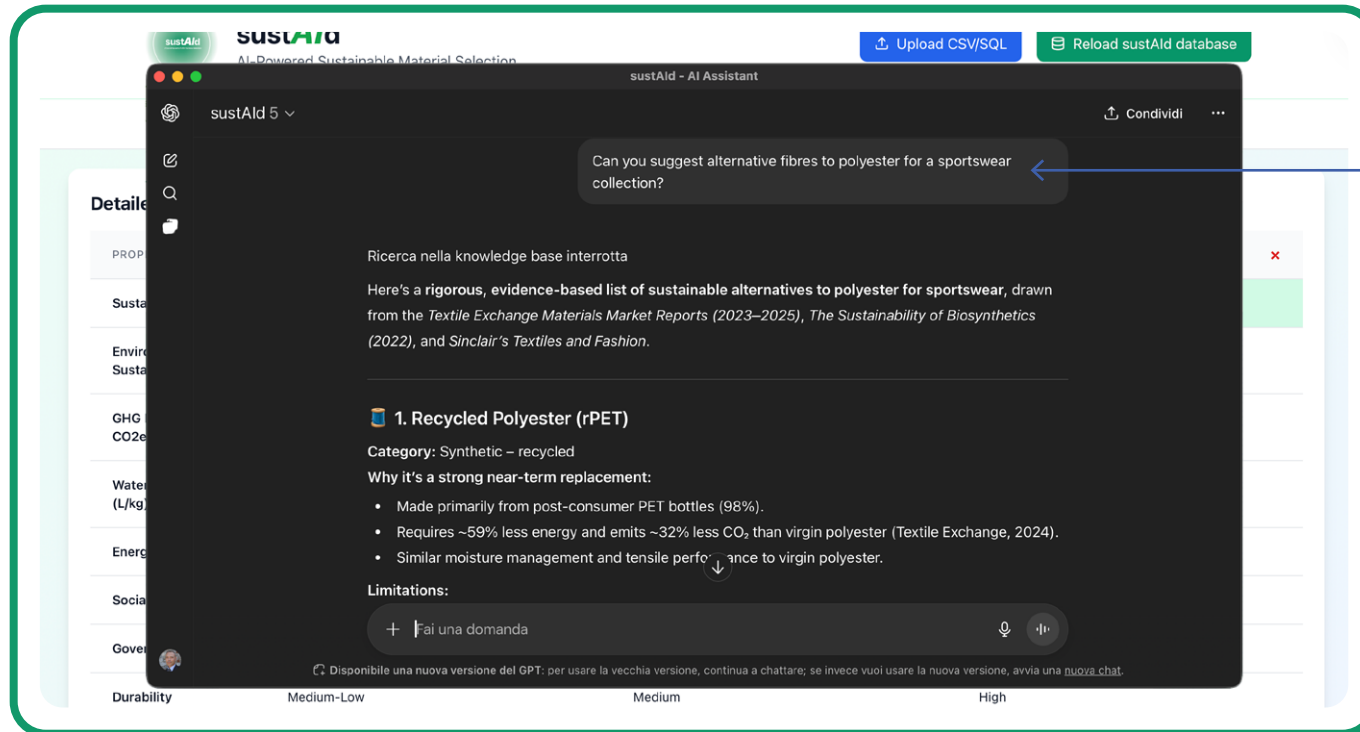 sustAId
sustAId
AI-Powered Sustainable Material Selection
Upload CSV/SQL
Reload sustAId database
sustAId - AI Assistant
sustAId 5
Condividi
Can you suggest alternative fibres to polyester for a sportswear
collection?
Detaile
PROP
Ricerca nella knowledge base interrotta
Here's a rigorous, evidence-based list of sustainable alternatives to polyester for sportswear, drawn
from the Textile Exchange Materials Market Reports (2023–2025), The Sustainability of Biosynthetics
(2022), and Sinclair's Textiles and Fashion.
Susta
Enviro
Susta
GHG
CO2e
Water
(L/kg)
Energ
Socia
Gover
🧵 1. Recycled Polyester (rPET)
Category: Synthetic – recycled
Why it's a strong near-term replacement:
• Made primarily from post-consumer PET bottles (98%).
• Requires ~59% less energy and emits ~32% less CO₂ than virgin polyester (Textile Exchange, 2024).
• Similar moisture management and tensile perfo ance to virgin polyester.
Limitations:
Fai una domanda
Disponibile una nuova versione del GPT: per usare la vecchia versione, continua a chattare; se invece vuoi usare la nuova versione, avvia una nuova chat.
Durability Medium-Low Medium High